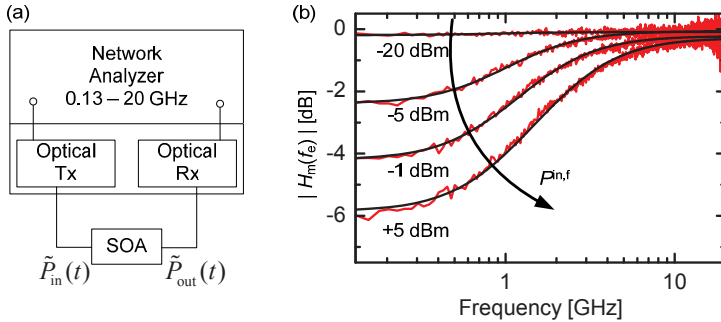 (a)
Network
Analyzer
0.13 – 20 GHz
Optical
Tx
Optical
Rx
SOA
P̃in(t)
P̃out(t)
(b)
| Hm(fe) | [dB]
0
-2
-4
-6
-20 dBm
-5 dBm
-1 dBm
+5 dBm
Pin,f
1
10
Frequency [GHz]